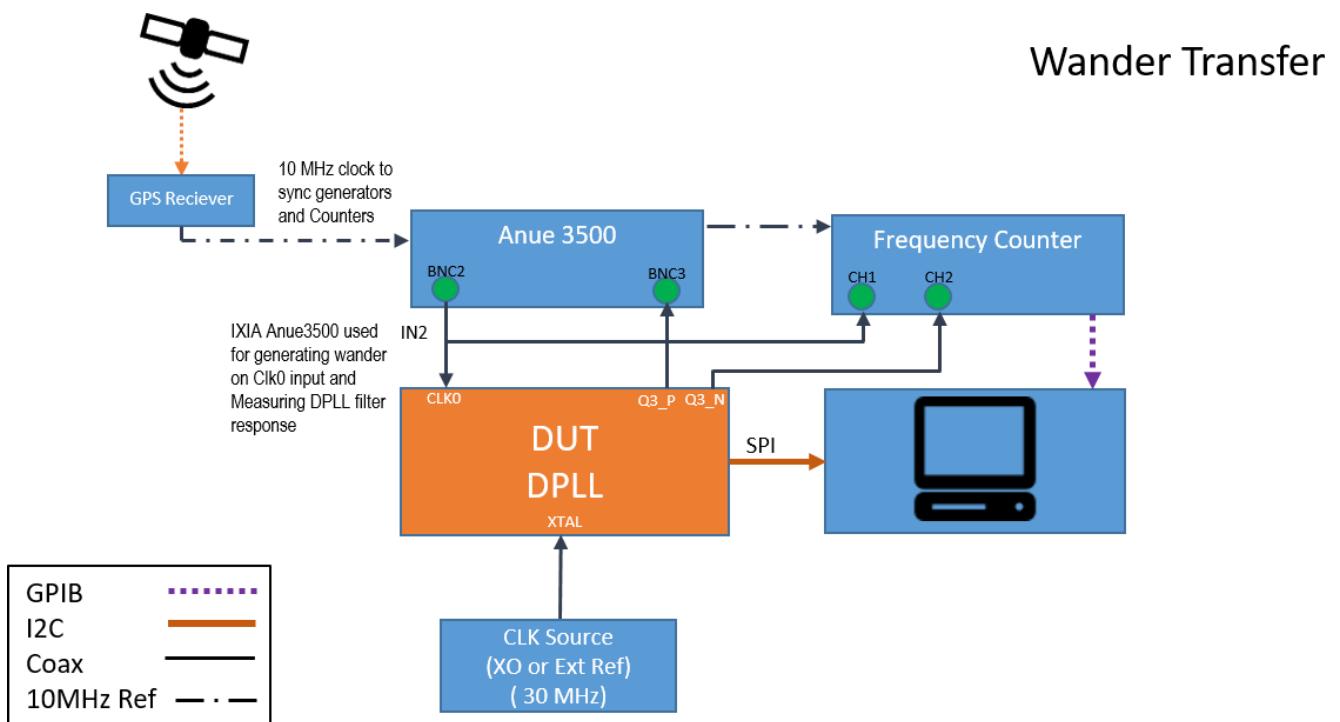 Wander Transfer
GPS Reciever
10 MHz clock to
sync generators
and Counters
Anue 3500
BNC2
BNC3
Frequency Counter
CH1
CH2
IXIA Anue3500 used
for generating wander
on Clk0 input and
Measuring DPLL filter
response
IN2
CLK0
Q3_P
Q3_N
DUT
DPLL
XTAL
SPI
CLK Source
(XO or Ext Ref)
( 30 MHz)
GPIB
I2C
Coax
10MHz Ref